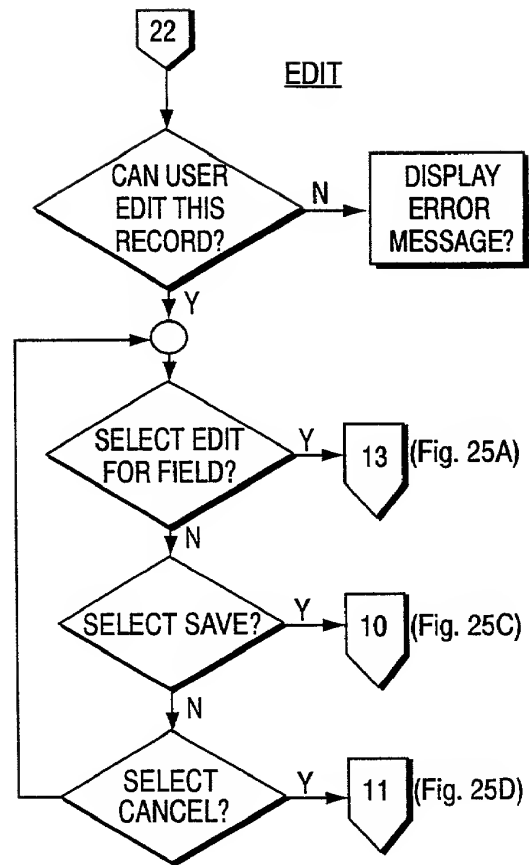 22
EDIT
CAN USER
EDIT THIS
RECORD?
N
DISPLAY
ERROR
MESSAGE?
Y
SELECT EDIT
FOR FIELD?
Y
13
(Fig. 25A)
N
SELECT SAVE?
Y
10
(Fig. 25C)
N
SELECT
CANCEL?
Y
11
(Fig. 25D)